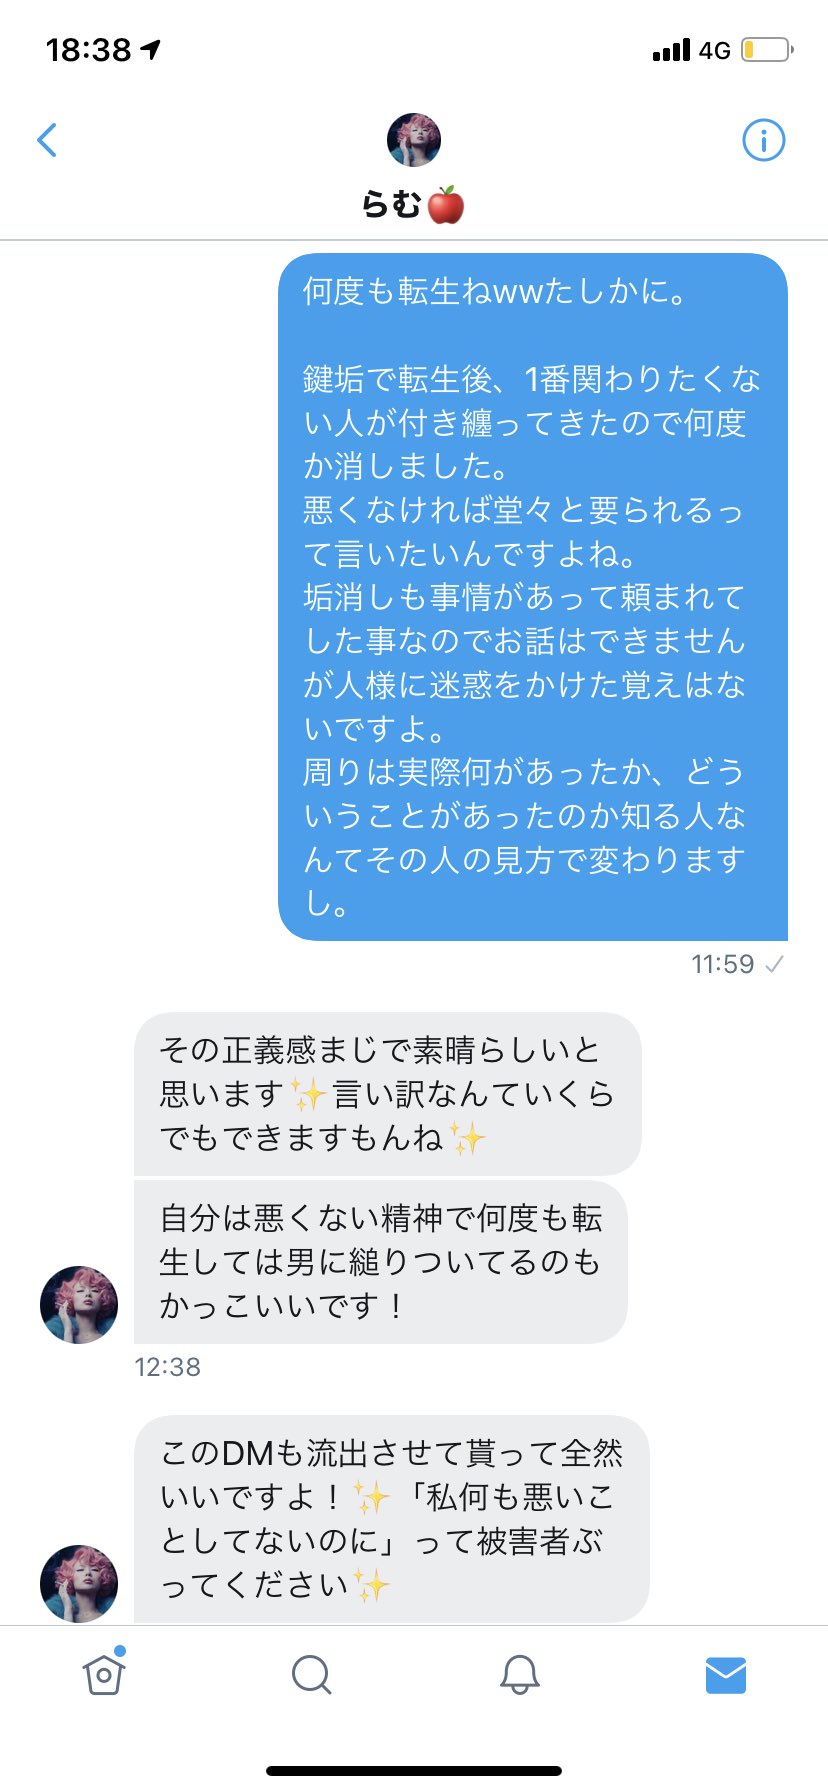 18:38
4G
らむ🍎
何度も転生ねwwたしかに。
鍵垢で転生後、1番関わりたくな
い人が付き纏ってきたので何度
か消しました。
悪くなければ堂々と要られるっ
て言いたいんですよね。
垢消しも事情があって頼まれて
した事なのでお話はできません
が人様に迷惑をかけた覚えはな
いですよ。
周りは実際何があったか、どう
いうことがあったのか知る人な
んてその人の見方で変わります
し。
11:59
その正義感まじで素晴らしいと
思います✨言い訳なんていくら
でもできますもんね✨
自分は悪くない精神で何度も転
生しては男に縋りついてるのも
かっこいいです！
12:38
このDMも流出させて貰って全然
いいですよ！✨「私何も悪いこ
としてないのに」って被害者ぶ
ってください✨